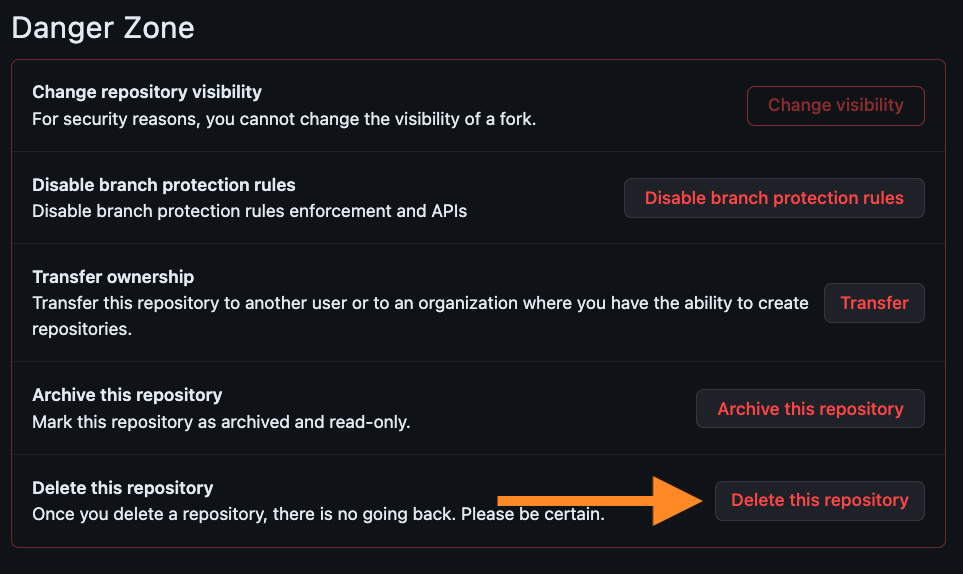 Danger Zone
Change repository visibility
For security reasons, you cannot change the visibility of a fork.
Change visibility
Disable branch protection rules
Disable branch protection rules enforcement and APIs
Disable branch protection rules
Transfer ownership
Transfer this repository to another user or to an organization where you have the ability to create
repositories.
Transfer
Archive this repository
Mark this repository as archived and read-only.
Archive this repository
Delete this repository
Once you delete a repository, there is no going back. Please be certain.
Delete this repository